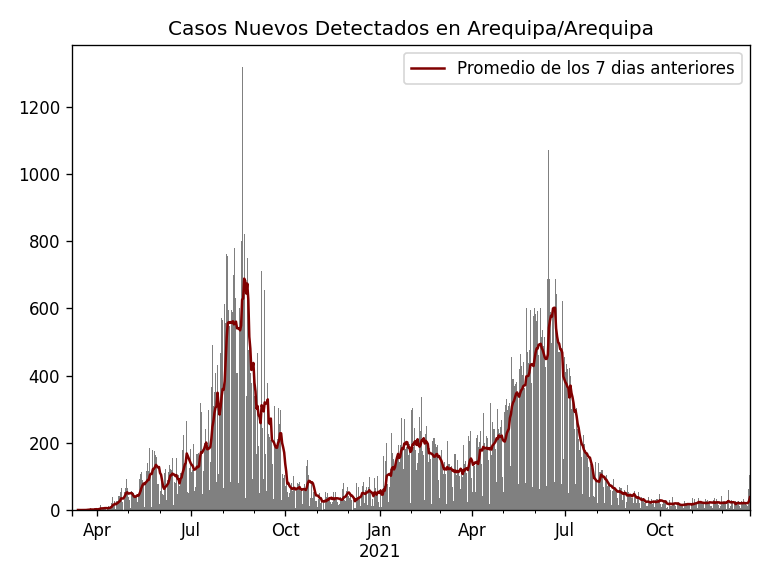 Casos Nuevos Detectados en Arequipa/Arequipa
Promedio de los 7 dias anteriores
1200
1000
800
600
400
200
0
Apr Jul Oct Jan Apr Jul Oct
2021